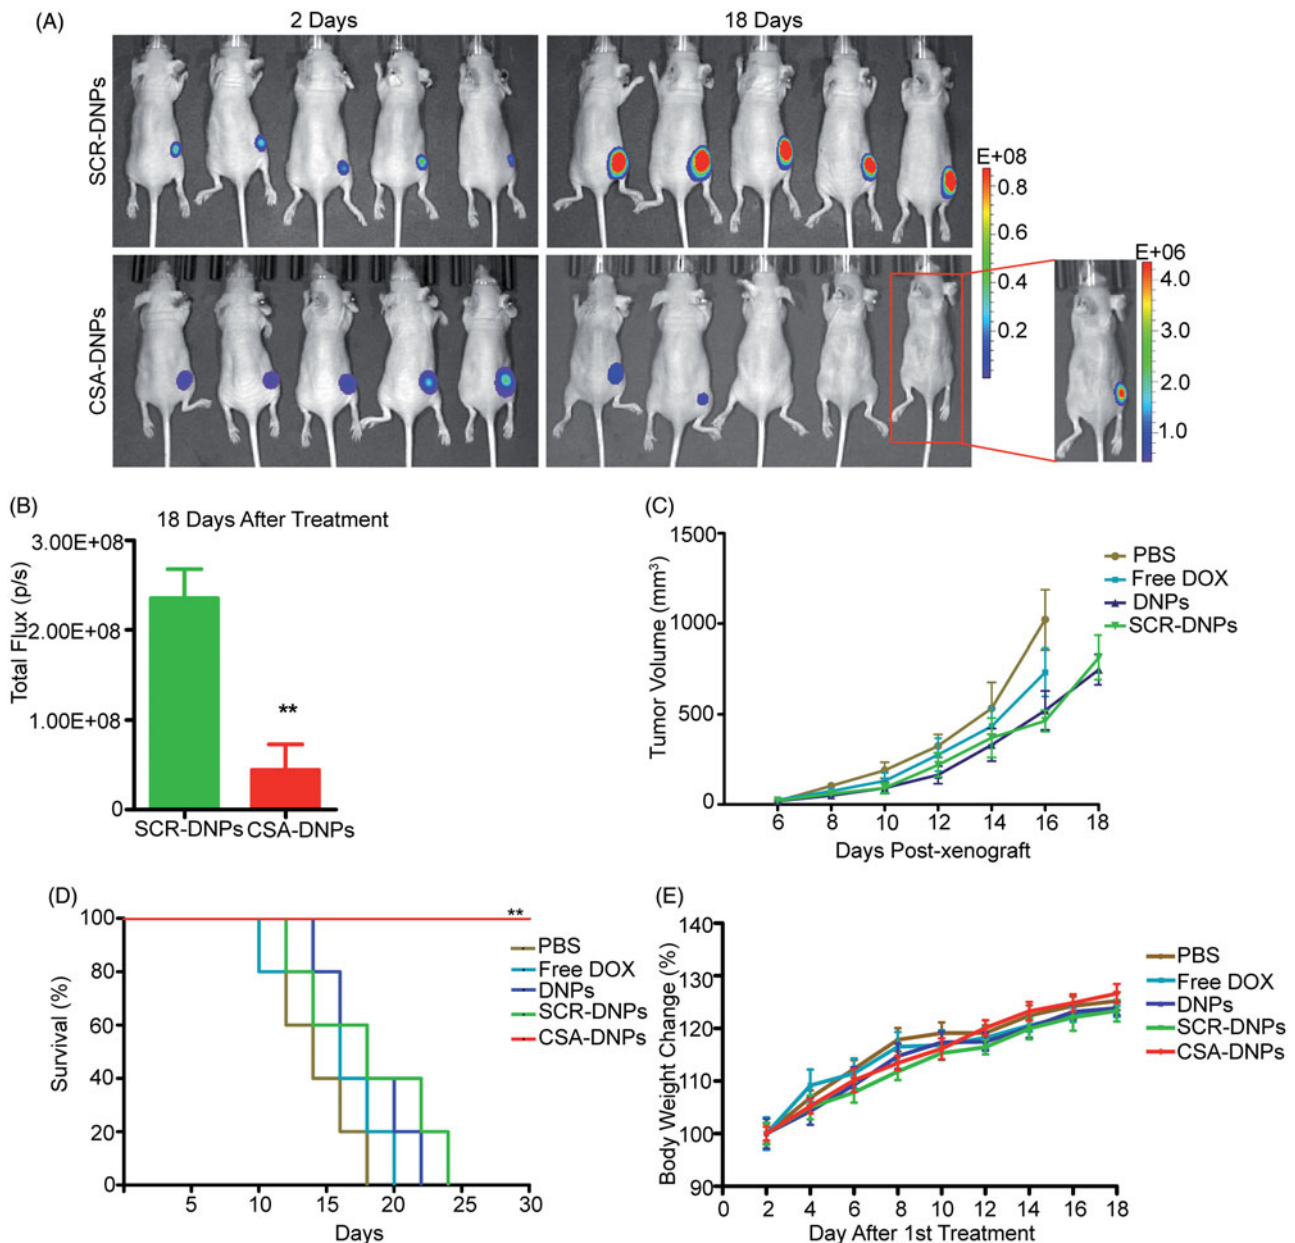 (A)
2 Days
18 Days
SCR-DNPs
CSA-DNPs
E+08
0.8
0.6
0.4
0.2
E+06
4.0
3.0
2.0
1.0
(B)
18 Days After Treatment
Total Flux (p/s)
3.00E+08
2.00E+08
1.00E+08
0
**
SCR-DNPs
CSA-DNPs
(C)
Tumor Volume (mm³)
1500
1000
500
0
6 8 10 12 14 16 18
Days Post-xenograft
PBS
Free DOX
DNPs
SCR-DNPs
(D)
Survival (%)
100
80
60
40
20
0
5 10 15 20 25 30
Days
**
PBS
Free DOX
DNPs
SCR-DNPs
CSA-DNPs
(E)
Body Weight Change (%)
140
130
120
110
100
90
0 2 4 6 8 10 12 14 16 18
Day After 1st Treatment
PBS
Free DOX
DNPs
SCR-DNPs
CSA-DNPs